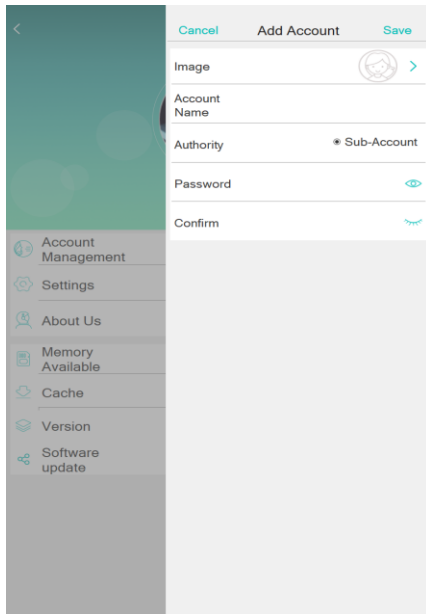 Cancel Add Account Save
Image
Account
Name
Authority Sub-Account
Password
Confirm
Account
Management
Settings
About Us
Memory
Available
Cache
Version
Software
update